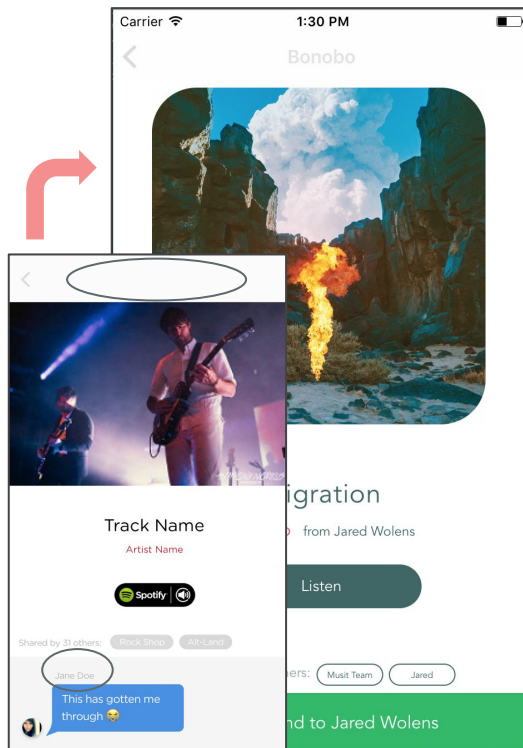 Carrier 1:30 PM
Bonobo
Track Name
Artist Name
Spotify
Shared by 31 others: Rock Shop Alt-Land
Jane Doe
This has gotten me
through 😪
igration
from Jared Wolens
Listen
ers: Musit Team Jared
nd to Jared Wolens